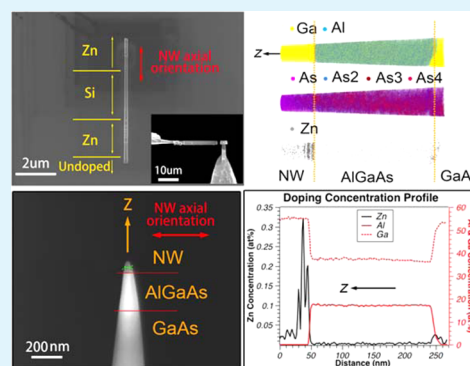 Zn
NW axial
orientation
Si
Zn
2um
Undoped
10um
Ga Al
Z
As As2 As3 As4
Zn
NW AlGaAs GaA
Z
NW axial
orientation
NW
AlGaAs
GaAs
200nm
Doping Concentration Profile
Zn
Al
Ga
Zn Concentration (at%)
0.35
0.3
0.25
0.2
0.15
0.1
0.05
60
50
40
30
20
10
0
Z
0 50 100 150 200 250
Distance (nm)